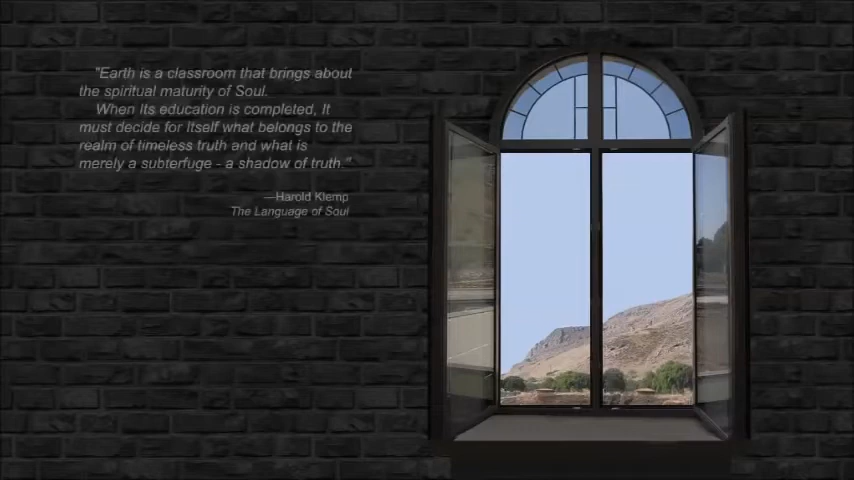 "Earth is a classroom that brings about
the spiritual maturity of Soul.
When Its education is completed, It
must decide for Itself what belongs to the
realm of timeless truth and what is
merely a subterfuge - a shadow of truth."
—Harold Klemp
The Language of Soul